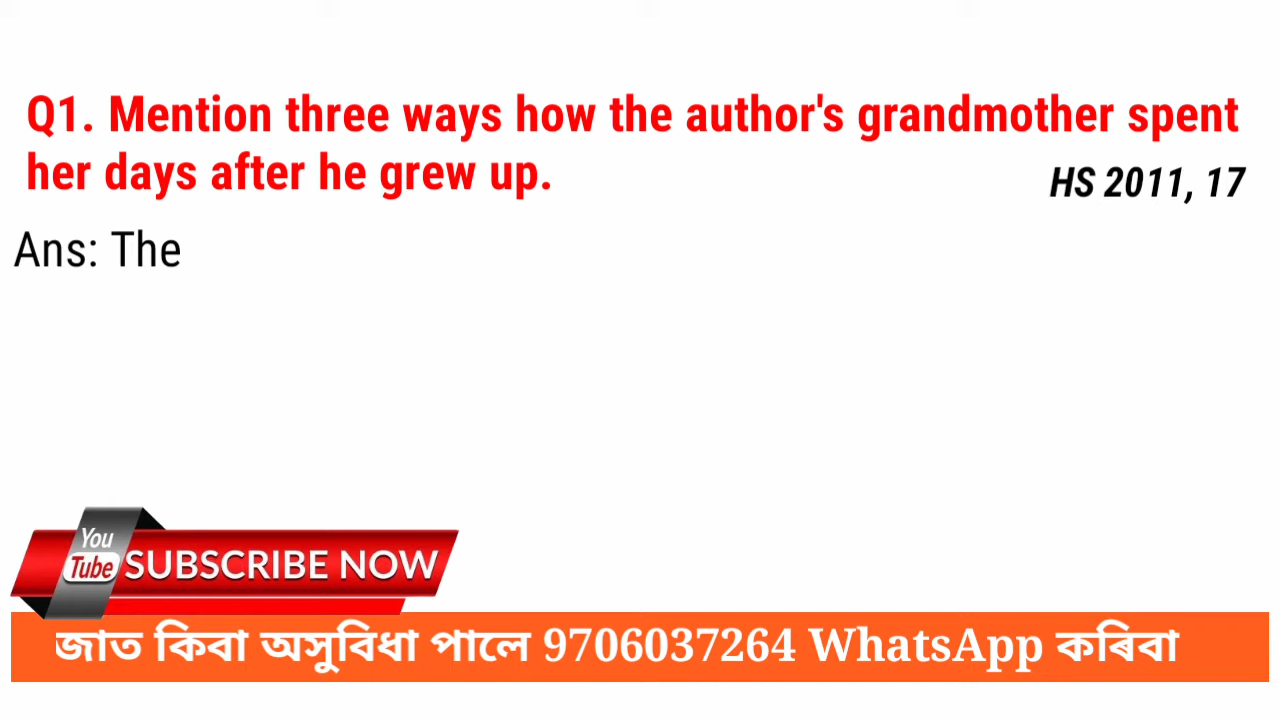 Q1. Mention three ways how the author's grandmother spent
her days after he grew up.
HS 2011, 17
Ans: The
You
Tube
SUBSCRIBE NOW
জাত কিবা অসুবিধা পালে 9706037264 WhatsApp কৰিবা